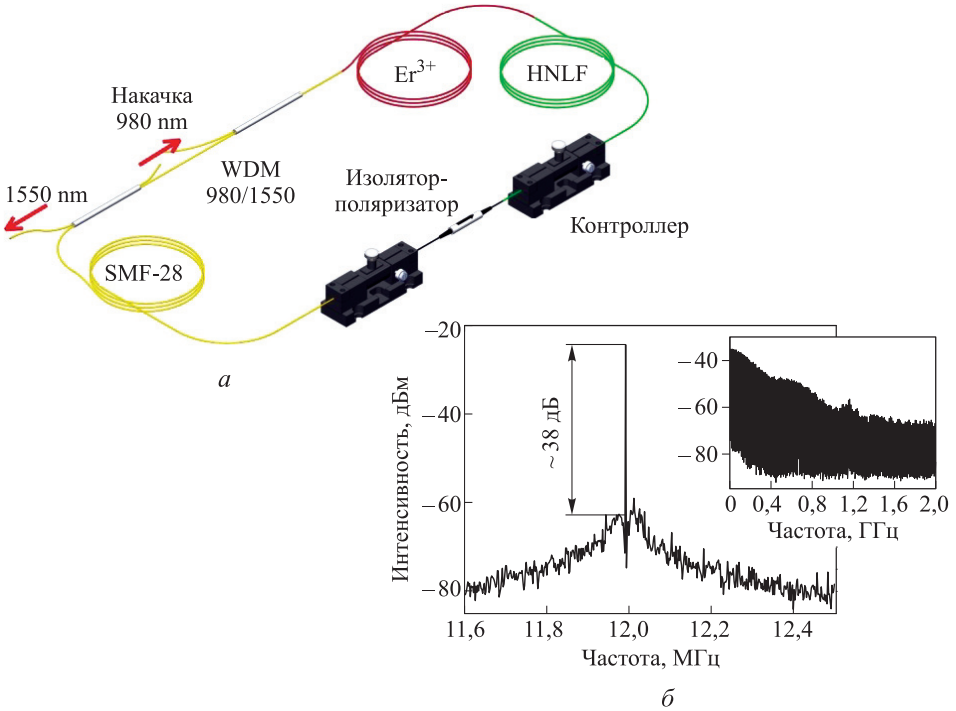 Er3+
HNLF
Накачка
980 nm
WDM
980/1550
1550 nm
Изолятор-
поляризатор
Контроллер
SMF-28
а
−20
−40
−60
−80
Интенсивность, дБм
~ 38 дБ
11,6 11,8 12,0 12,2 12,4
Частота, МГц
−40
−60
−80
0 0,4 0,8 1,2 1,6 2,0
Частота, ГГц
б